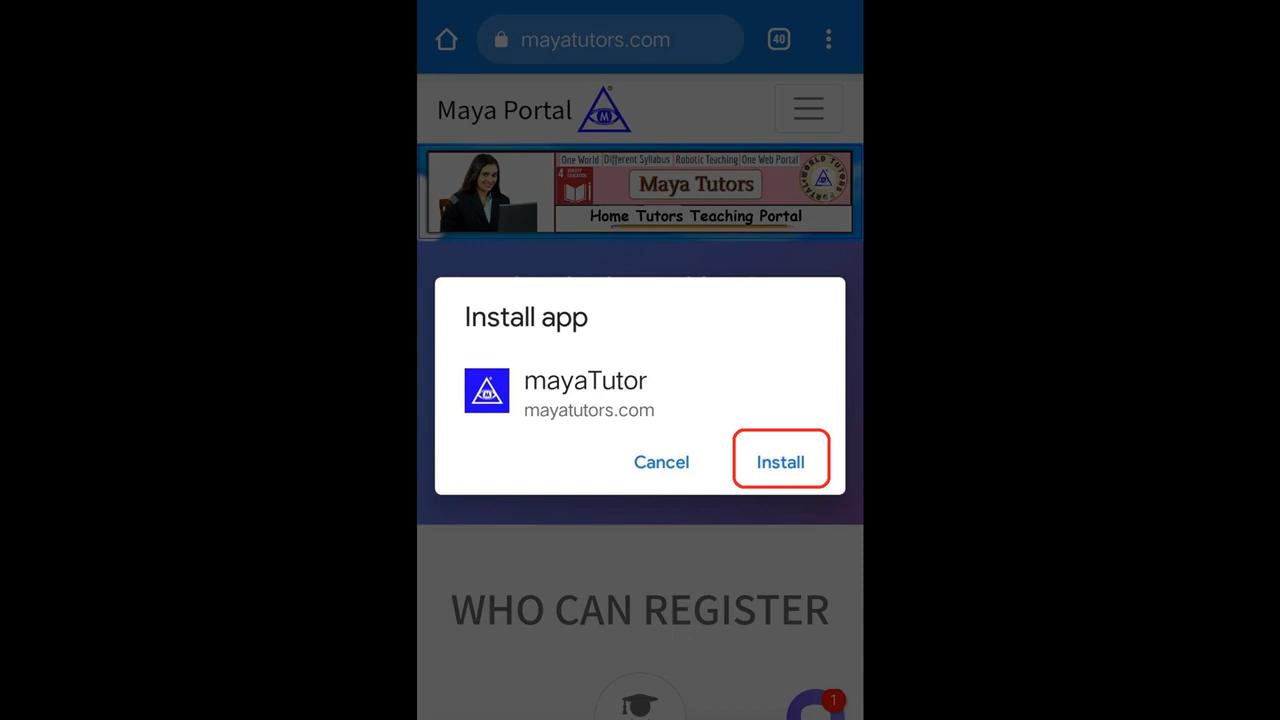 40
mayatutors.com
Maya Portal
M
One World Different Syllabus Robotic Teaching One Web Portal
4
Maya Tutors
Home Tutors Teaching Portal
Install app
mayaTutor
M
mayatutors.com
Cancel
Install
WHO CAN REGISTER
1